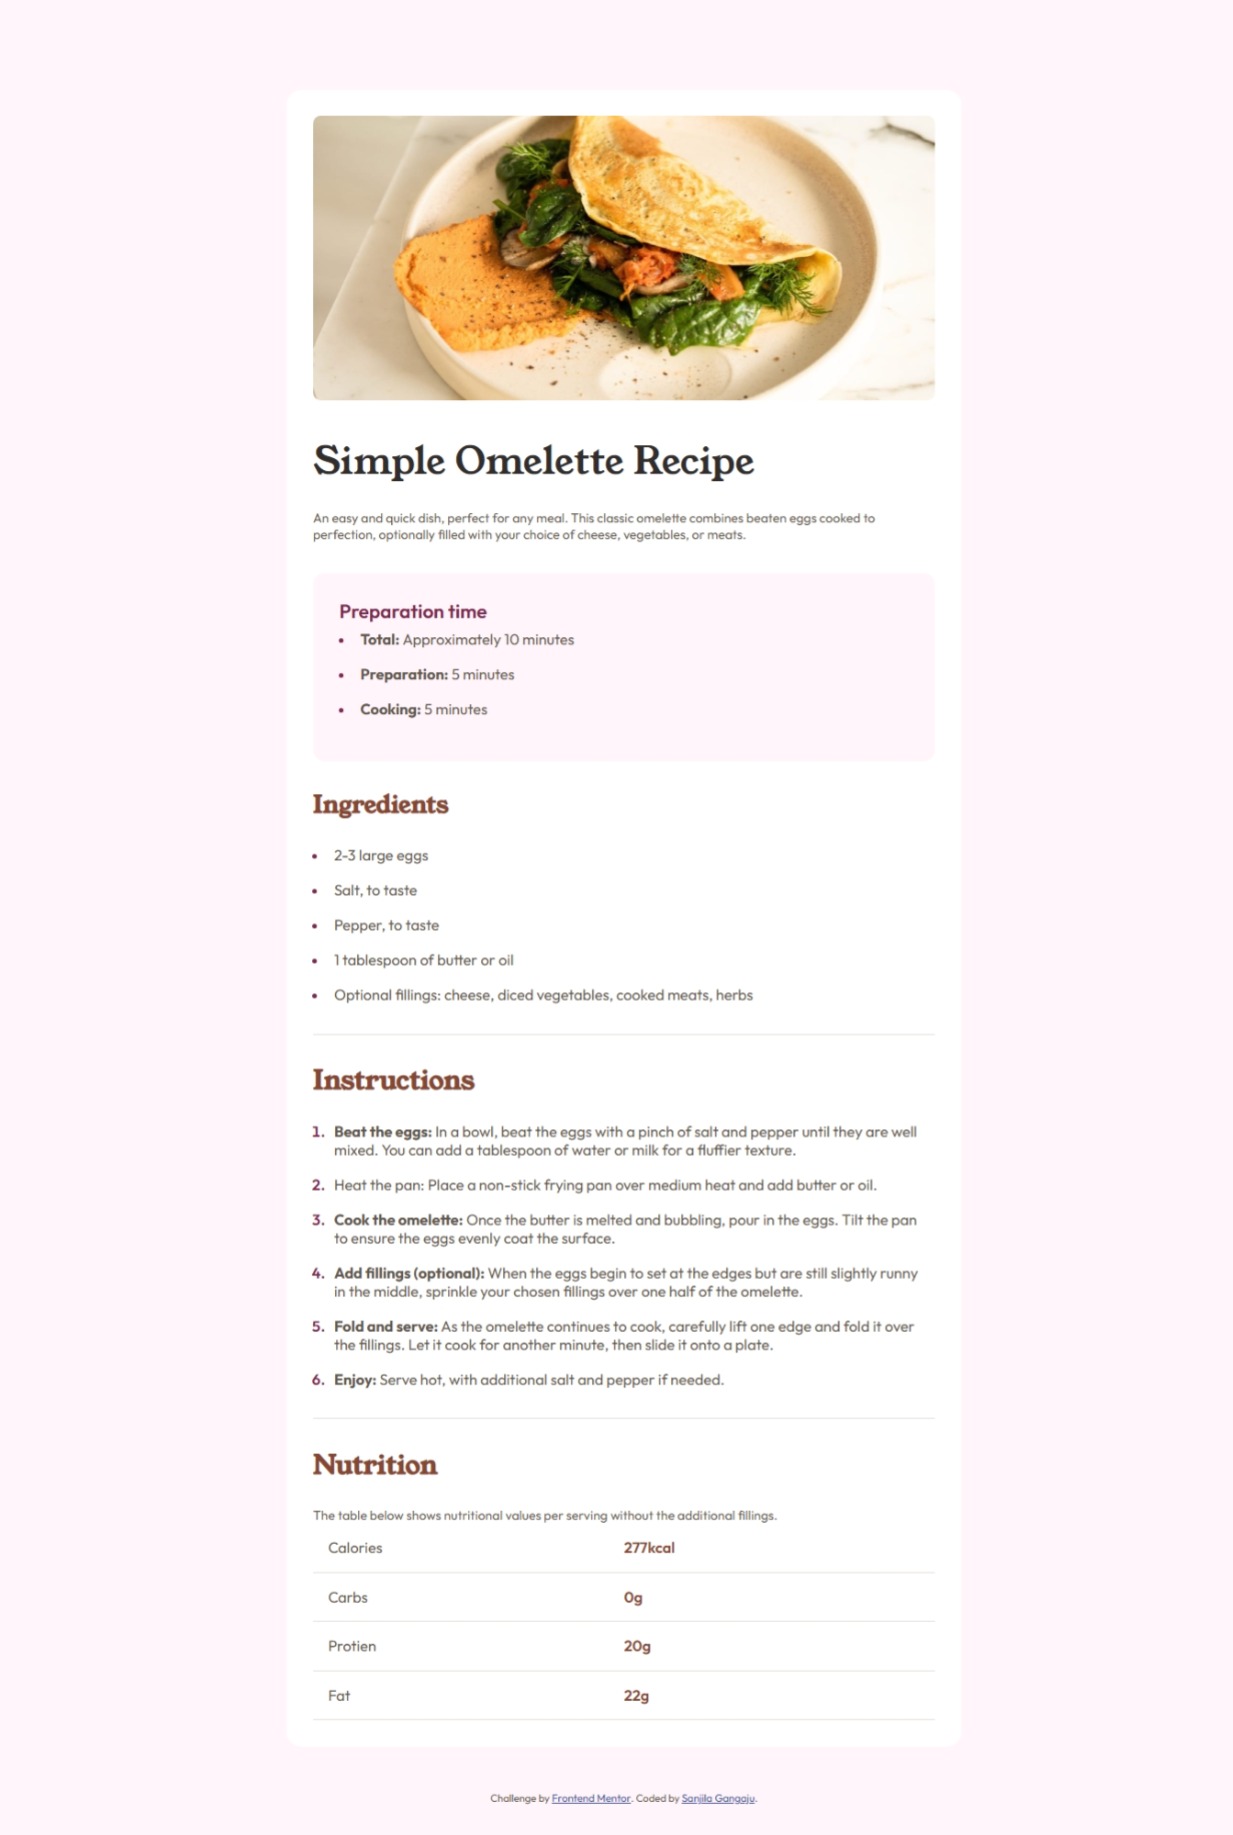 Simple Omelette Recipe
An easy and quick dish, perfect for any meal. This classic omelette combines beaten eggs cooked to
perfection, optionally filled with your choice of cheese, vegetables, or meats.
Preparation time
• Total: Approximately 10 minutes
• Preparation: 5 minutes
• Cooking: 5 minutes
Ingredients
• 2-3 large eggs
• Salt, to taste
• Pepper, to taste
• 1 tablespoon of butter or oil
• Optional fillings: cheese, diced vegetables, cooked meats, herbs
Instructions
1. Beat the eggs: In a bowl, beat the eggs with a pinch of salt and pepper until they are well
mixed. You can add a tablespoon of water or milk for a fluffier texture.
2. Heat the pan: Place a non-stick frying pan over medium heat and add butter or oil.
3. Cook the omelette: Once the butter is melted and bubbling, pour in the eggs. Tilt the pan
to ensure the eggs evenly coat the surface.
4. Add fillings (optional): When the eggs begin to set at the edges but are still slightly runny
in the middle, sprinkle your chosen fillings over one half of the omelette.
5. Fold and serve: As the omelette continues to cook, carefully lift one edge and fold it over
the fillings. Let it cook for another minute, then slide it onto a plate.
6. Enjoy: Serve hot, with additional salt and pepper if needed.
Nutrition
The table below shows nutritional values per serving without the additional fillings.
Calories 277kcal
Carbs 0g
Protien 20g
Fat 22g
Challenge by Frontend Mentor. Coded by Sanjila Gangaju.